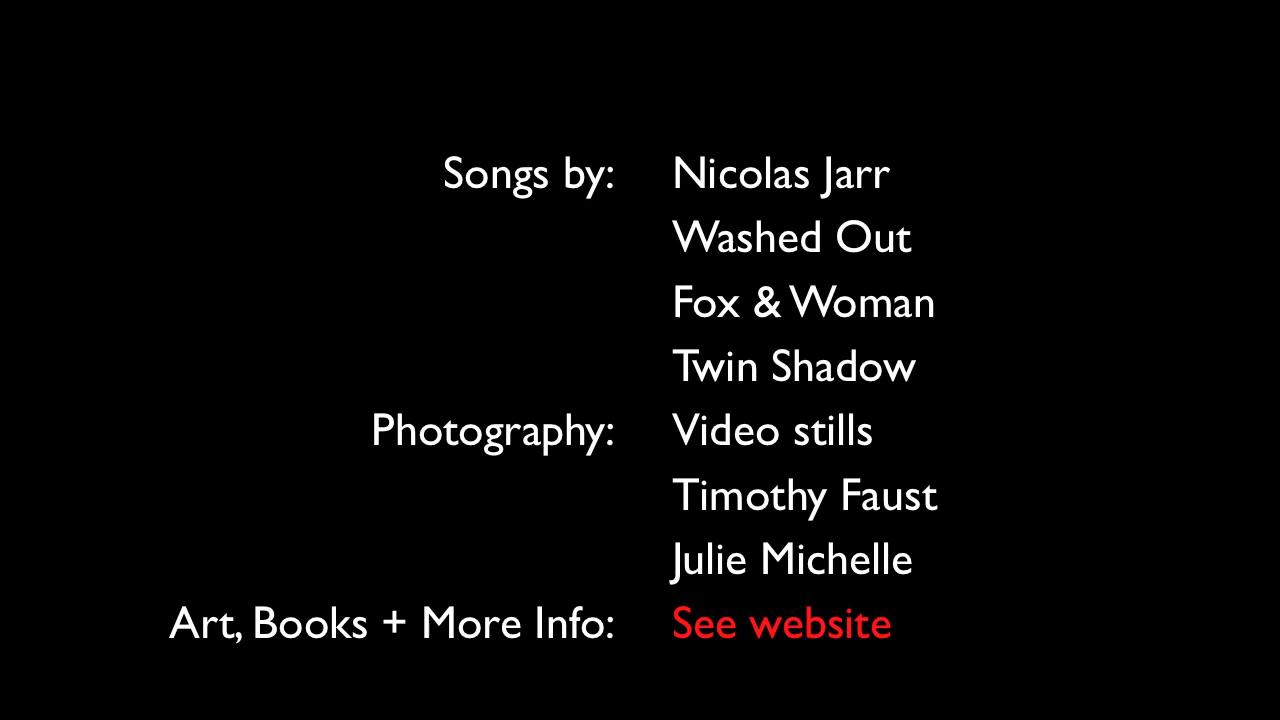 Songs by: Nicolas Jarr
Washed Out
Fox & Woman
Twin Shadow
Photography: Video stills
Timothy Faust
Julie Michelle
Art, Books + More Info: See website